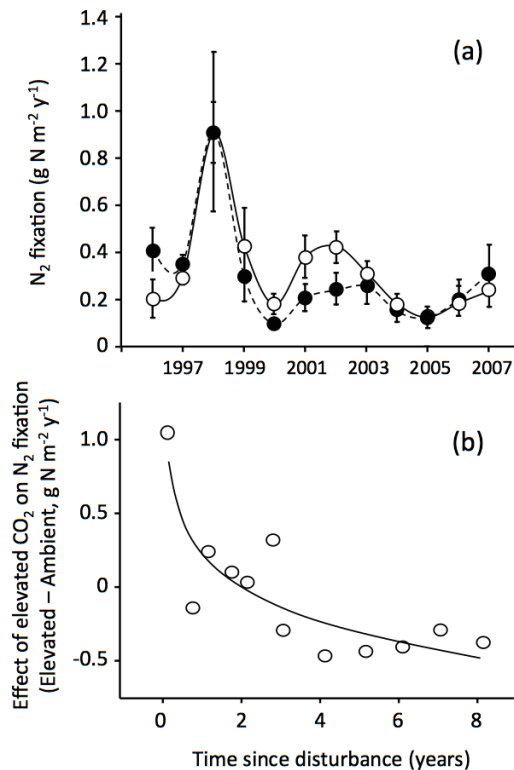 1.4
(a)
1.2
1.0
0.8
0.6
0.4
0.2
0
N₂ fixation (g N m⁻² y⁻¹)
1997 1999 2001 2003 2005 2007
(b)
1.0
0.5
0
-0.5
Effect of elevated CO₂ on N₂ fixation
(Elevated – Ambient, g N m⁻² y⁻¹)
0 2 4 6 8
Time since disturbance (years)